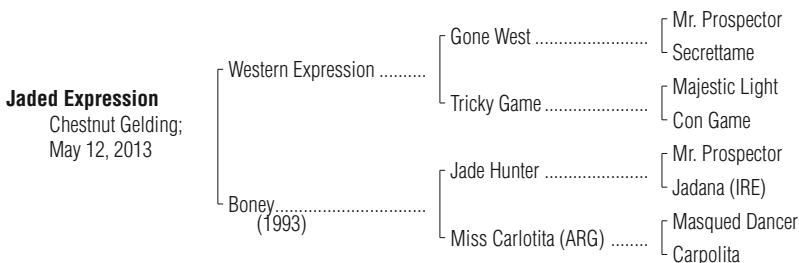 Mr. Prospector
Gone West ........................
Secrettame
Western Expression ..........
Majestic Light
Tricky Game ......................
Con Game
Jaded Expression
Chestnut Gelding;
May 12, 2013
Mr. Prospector
Jade Hunter ......................
Jadana (IRE)
Boney................................
(1993)
Masqued Dancer
Miss Carlotita (ARG) ........
Carpolita